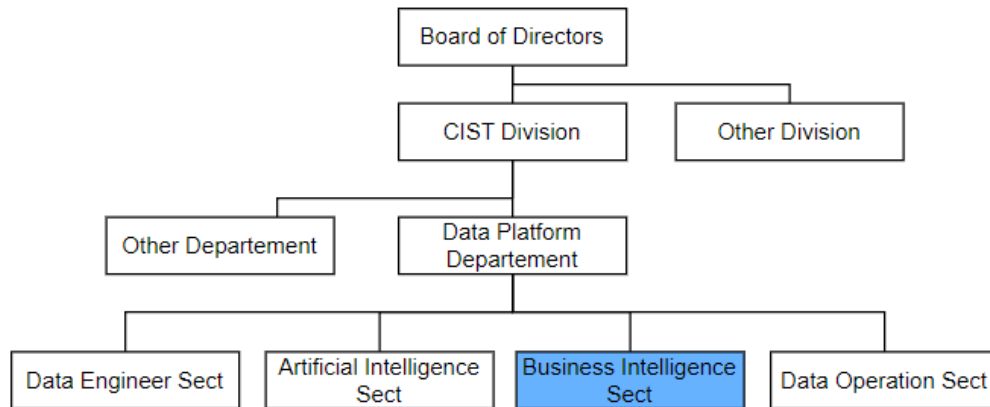 Board of Directors
CIST Division
Other Division
Other Departement
Data Platform
Departement
Data Engineer Sect
Artificial Intelligence
Sect
Business Intelligence
Sect
Data Operation Sect